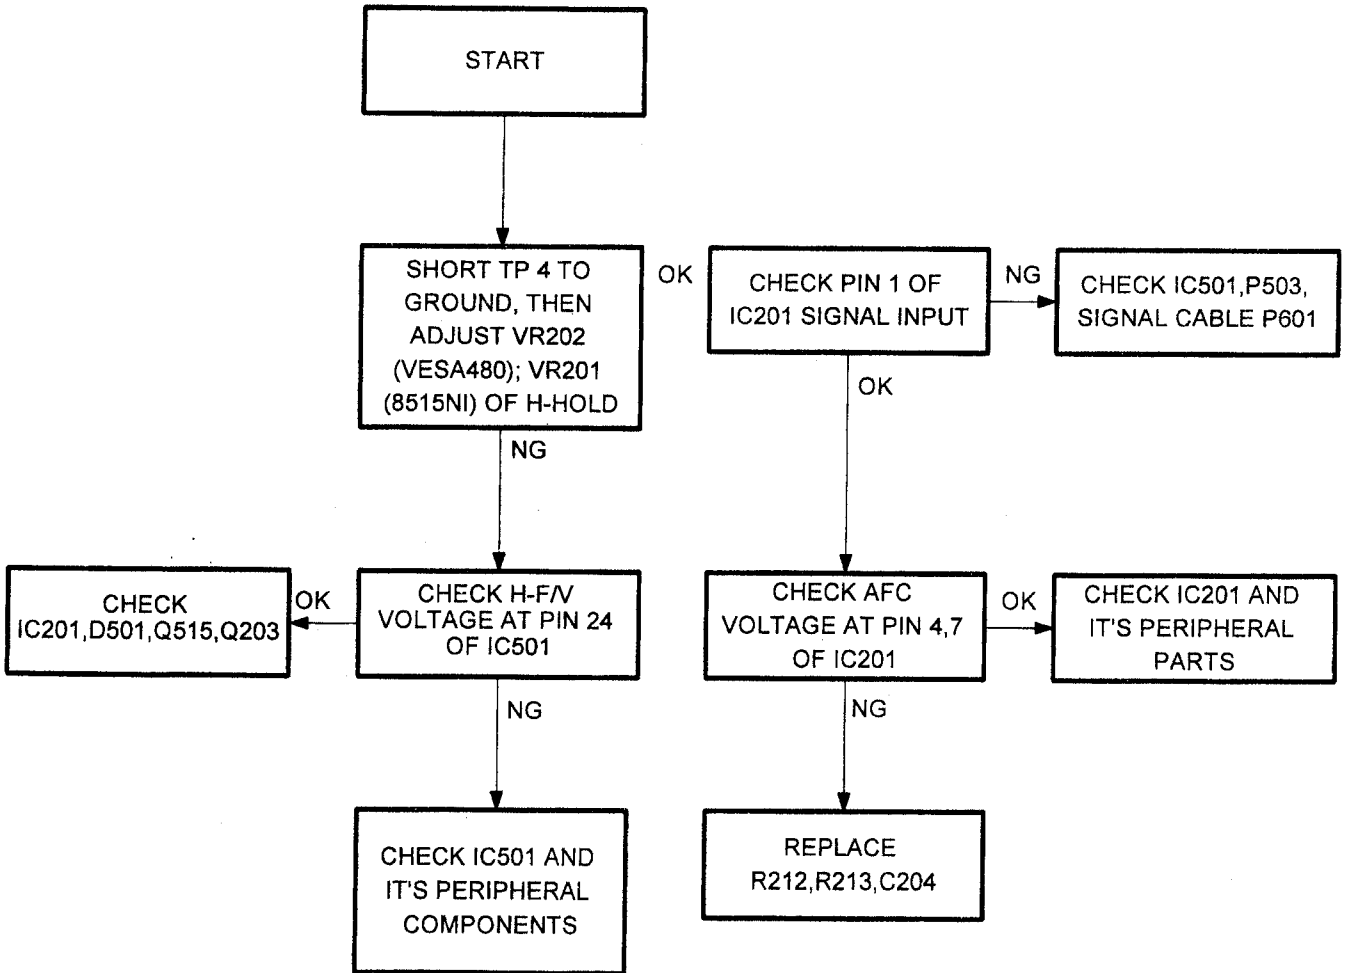 START
SHORT TP 4 TO
GROUND, THEN
ADJUST VR202
(VESA480); VR201
(8515NI) OF H-HOLD
OK
CHECK PIN 1 OF
IC201 SIGNAL INPUT
NG
CHECK IC501,P503,
SIGNAL CABLE P601
OK
NG
CHECK
IC201,D501,Q515,Q203
OK
CHECK H-F/V
VOLTAGE AT PIN 24
OF IC501
CHECK AFC
VOLTAGE AT PIN 4,7
OF IC201
OK
CHECK IC201 AND
IT'S PERIPHERAL
PARTS
NG
NG
CHECK IC501 AND
IT'S PERIPHERAL
COMPONENTS
REPLACE
R212,R213,C204